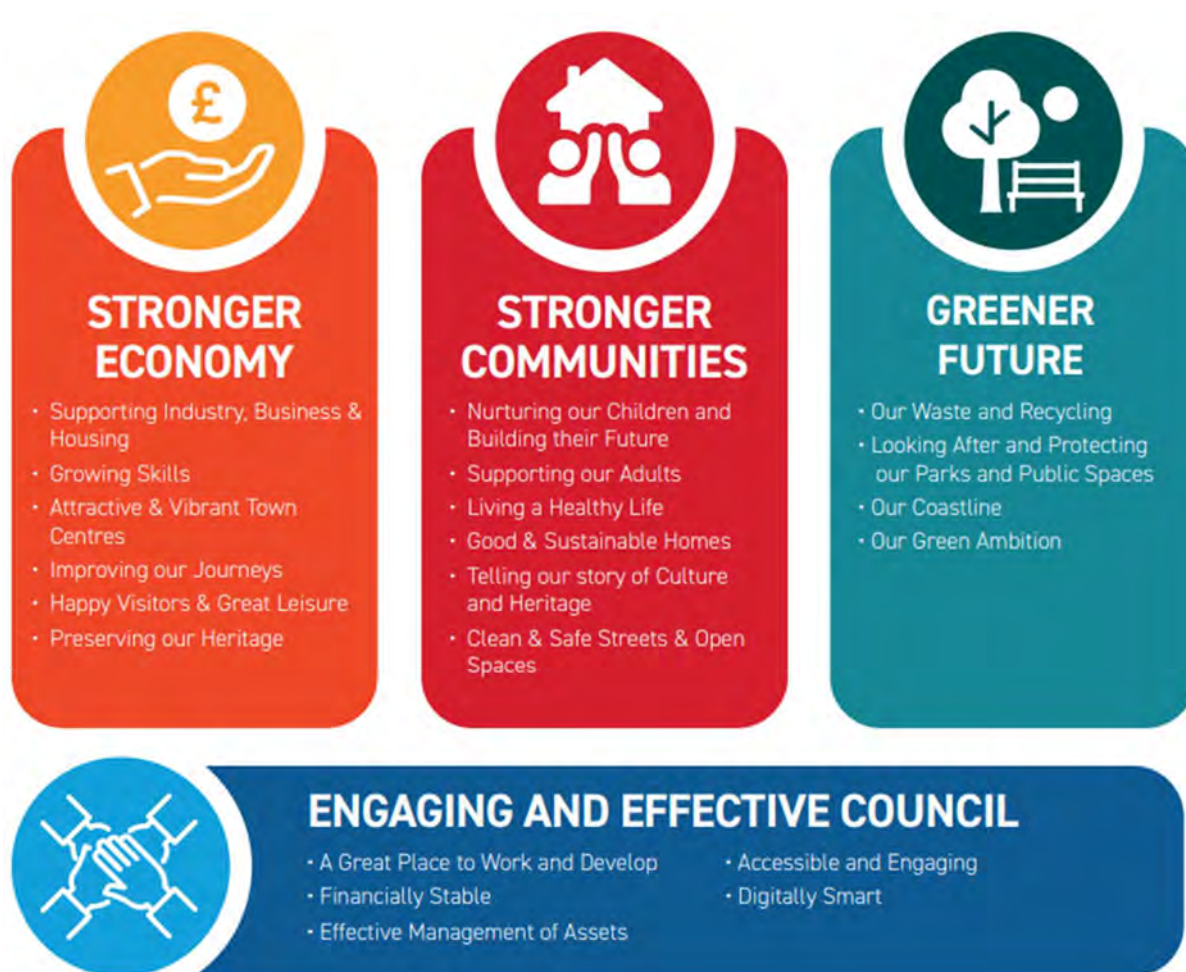 £
STRONGER
ECONOMY
• Supporting Industry, Business &
Housing
• Growing Skills
• Attractive & Vibrant Town
Centres
• Improving our Journeys
• Happy Visitors & Great Leisure
• Preserving our Heritage
STRONGER
COMMUNITIES
• Nurturing our Children and
Building their Future
• Supporting our Adults
• Living a Healthy Life
• Good & Sustainable Homes
• Telling our story of Culture
and Heritage
• Clean & Safe Streets & Open
Spaces
GREENER
FUTURE
• Our Waste and Recycling
• Looking After and Protecting
our Parks and Public Spaces
• Our Coastline
• Our Green Ambition
ENGAGING AND EFFECTIVE COUNCIL
• A Great Place to Work and Develop
• Financially Stable
• Effective Management of Assets
• Accessible and Engaging
• Digitally Smart